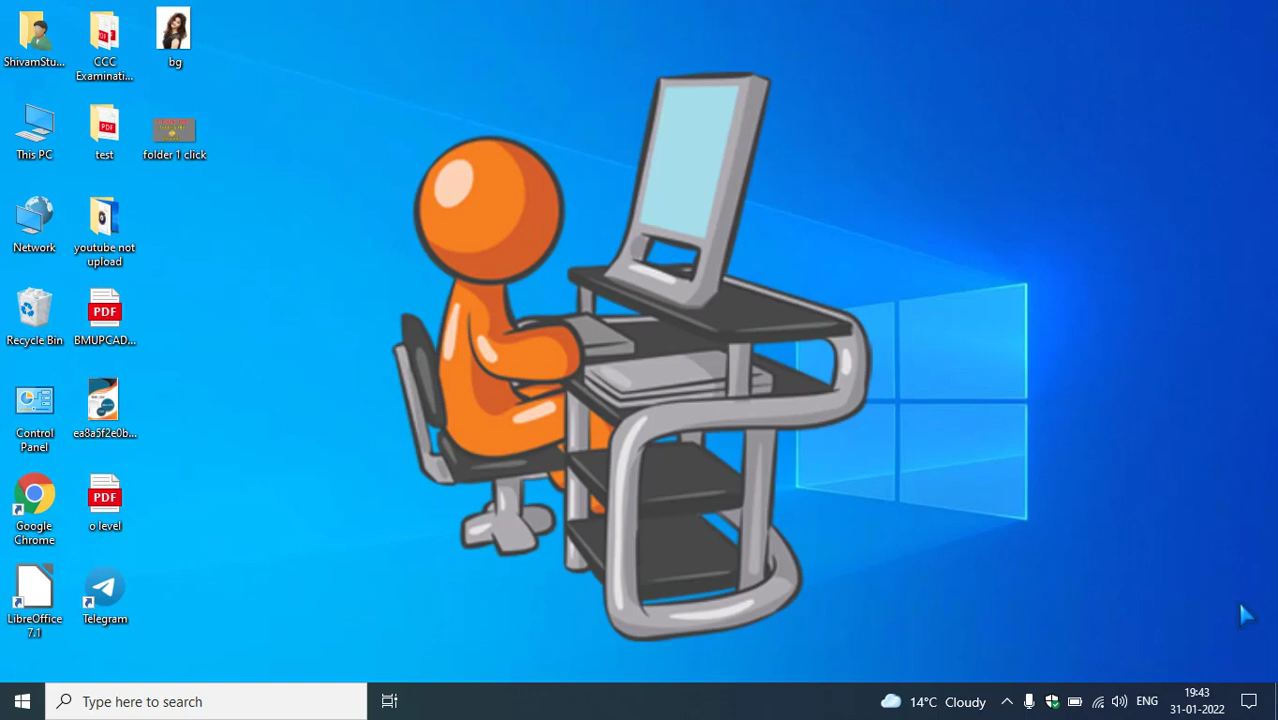 ShivamStu...
CCC
Examinati...
bg
This PC
test
folder 1 click
Network
youtube not
upload
Recycle Bin
PDF
BMUPCAD...
Control
Panel
ea8a5f2e0b...
Google
Chrome
PDF
o level
LibreOffice
7.1
Telegram
Type here to search
14°C Cloudy
ENG
19:43
31-01-2022